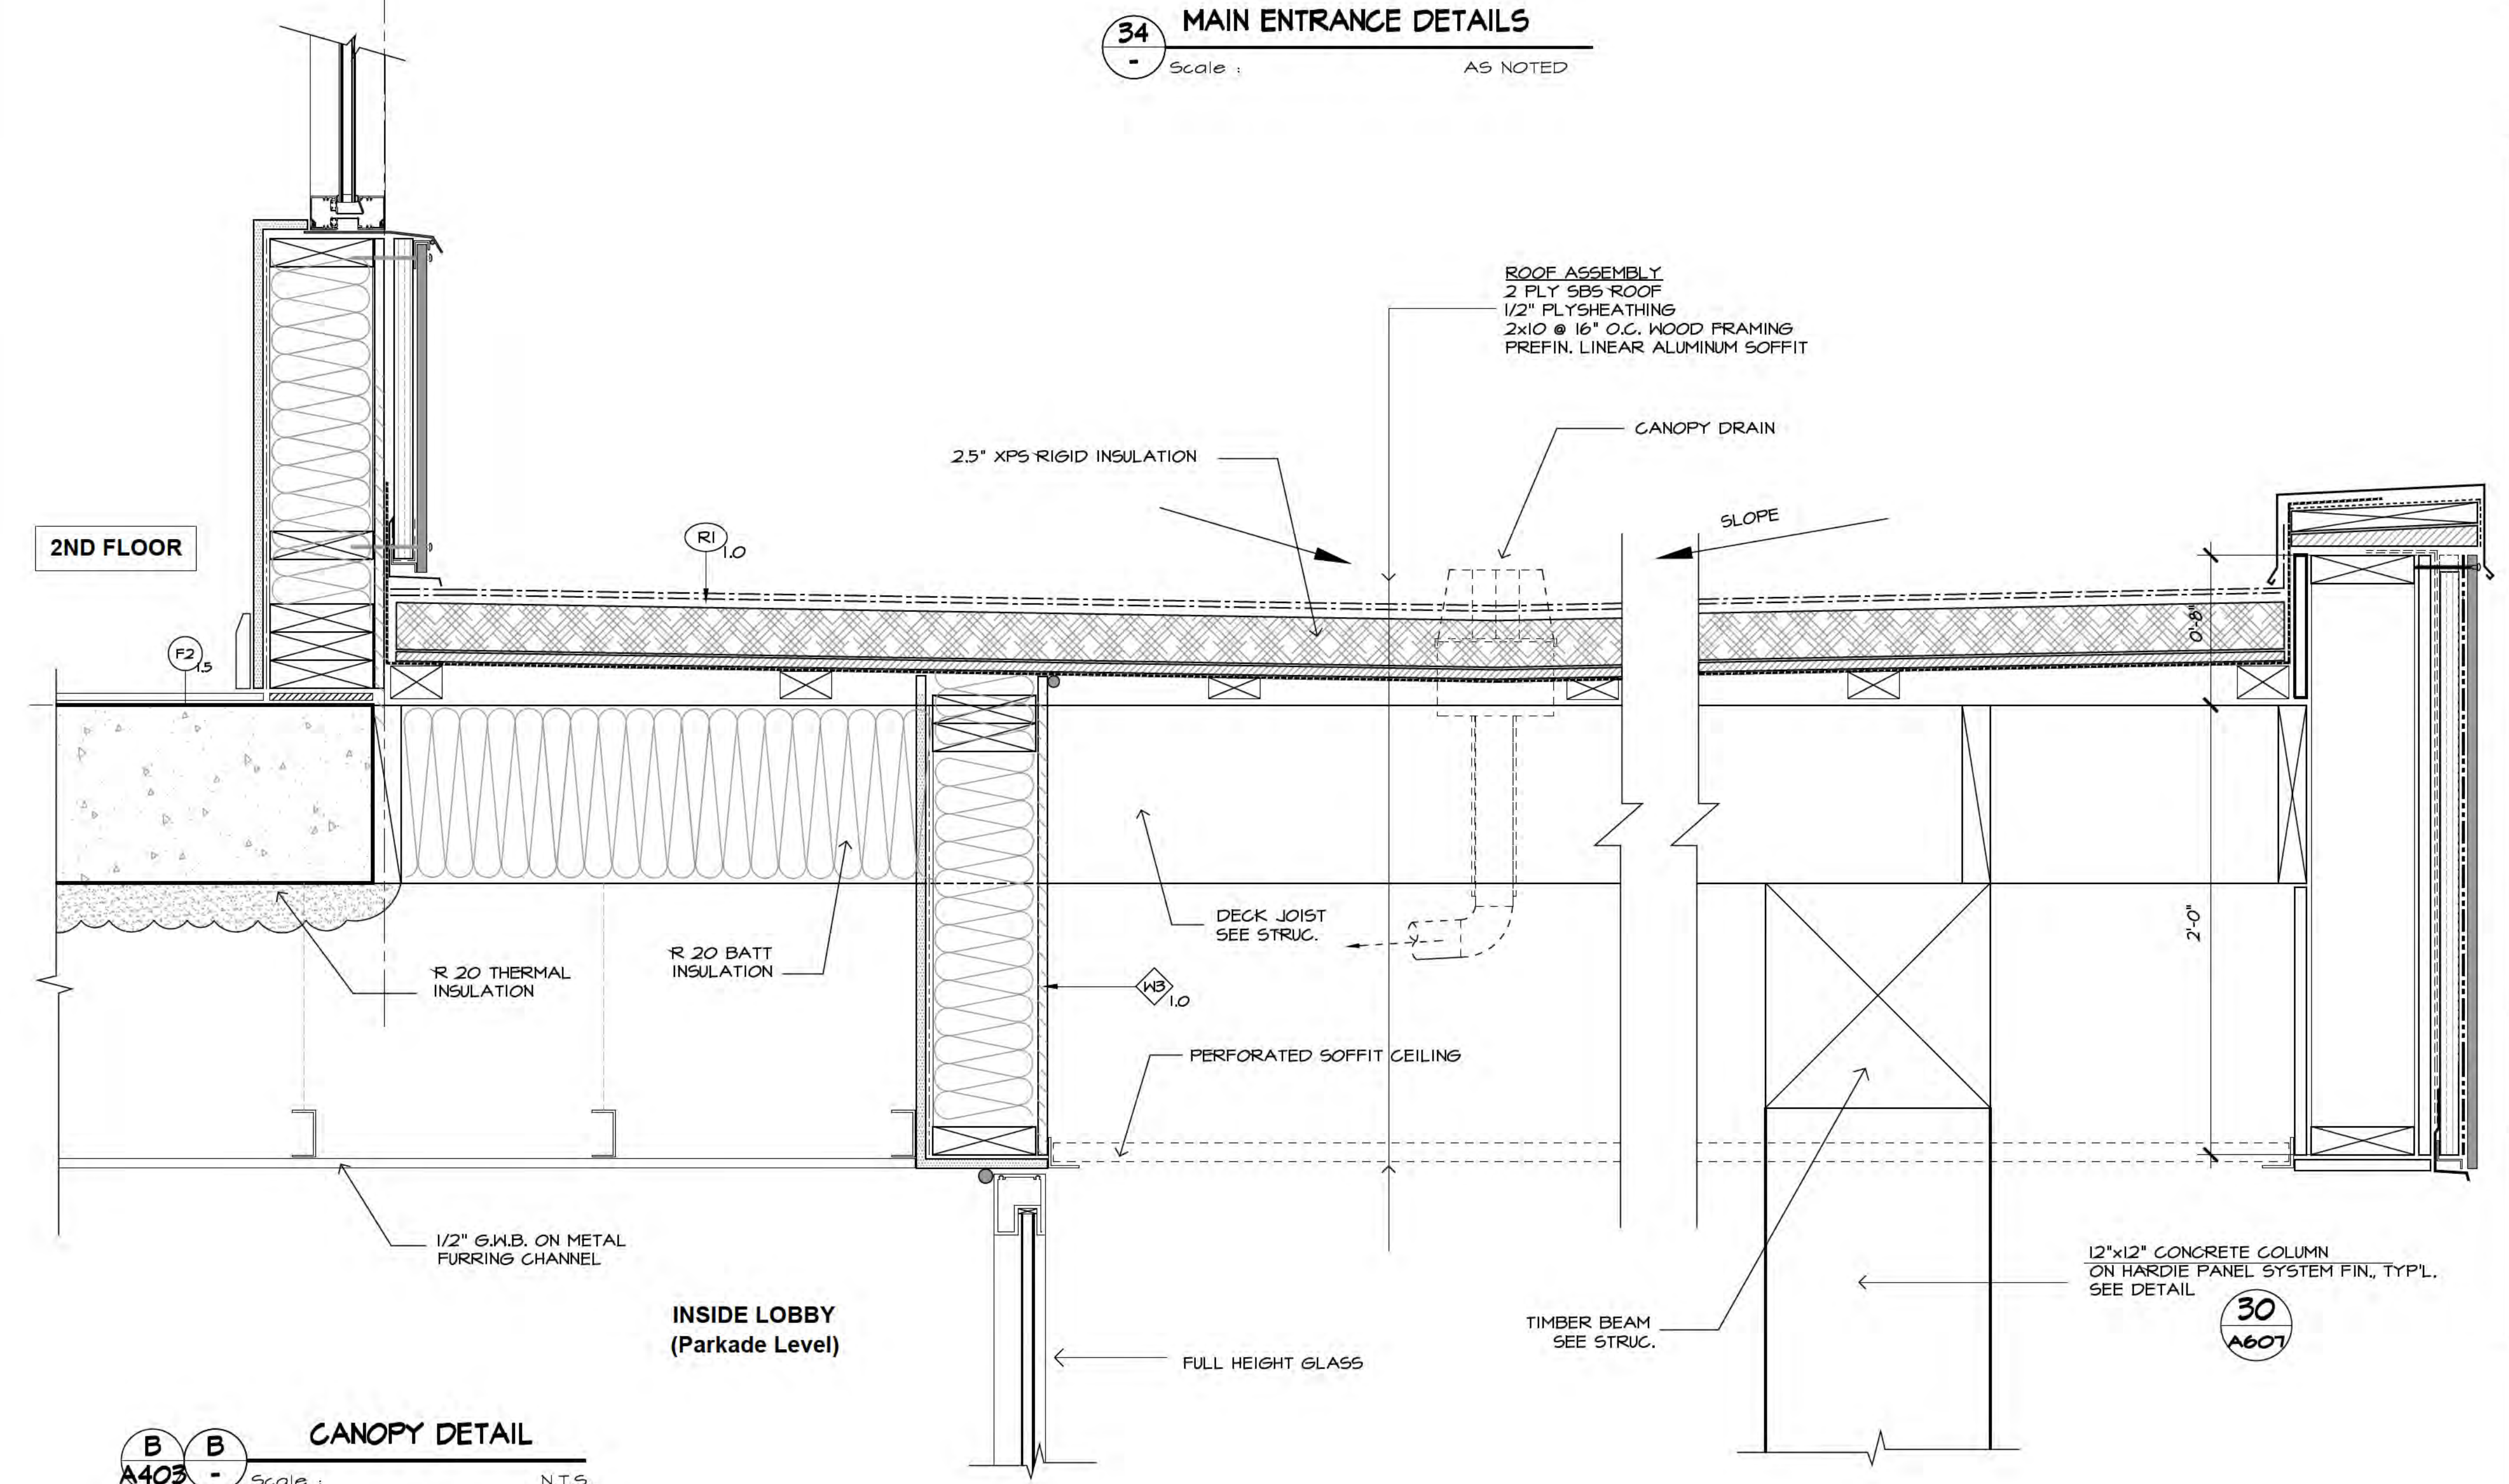 34
-
MAIN ENTRANCE DETAILS
Scale :
AS NOTED
ROOF ASSEMBLY
2 PLY SBS ROOF
1/2" PLYSHEATHING
2x10 @ 16" O.C. WOOD FRAMING
PREFIN. LINEAR ALUMINUM SOFFIT
CANOPY DRAIN
2.5" XPS RIGID INSULATION
SLOPE
2ND FLOOR
R1
1.0
0'-8"
F2
1.5
DECK JOIST
SEE STRUC.
2'-0"
R 20 BATT
INSULATION
R 20 THERMAL
INSULATION
W3
1.0
PERFORATED SOFFIT CEILING
1/2" G.W.B. ON METAL
FURRING CHANNEL
12"x12" CONCRETE COLUMN
ON HARDIE PANEL SYSTEM FIN., TYP'L.
SEE DETAIL
30
A607
INSIDE LOBBY
(Parkade Level)
TIMBER BEAM
SEE STRUC.
FULL HEIGHT GLASS
B
A403
B
-
CANOPY DETAIL
Scale :
N.T.S